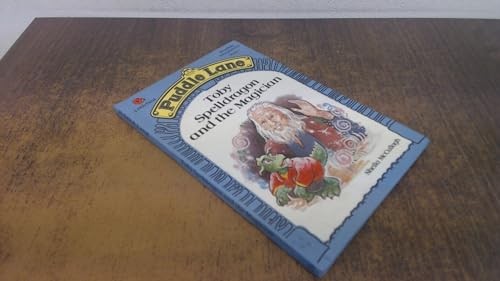 Puddle Lane
Toby
Spelldragon
and the Magician
Sheila McCullagh